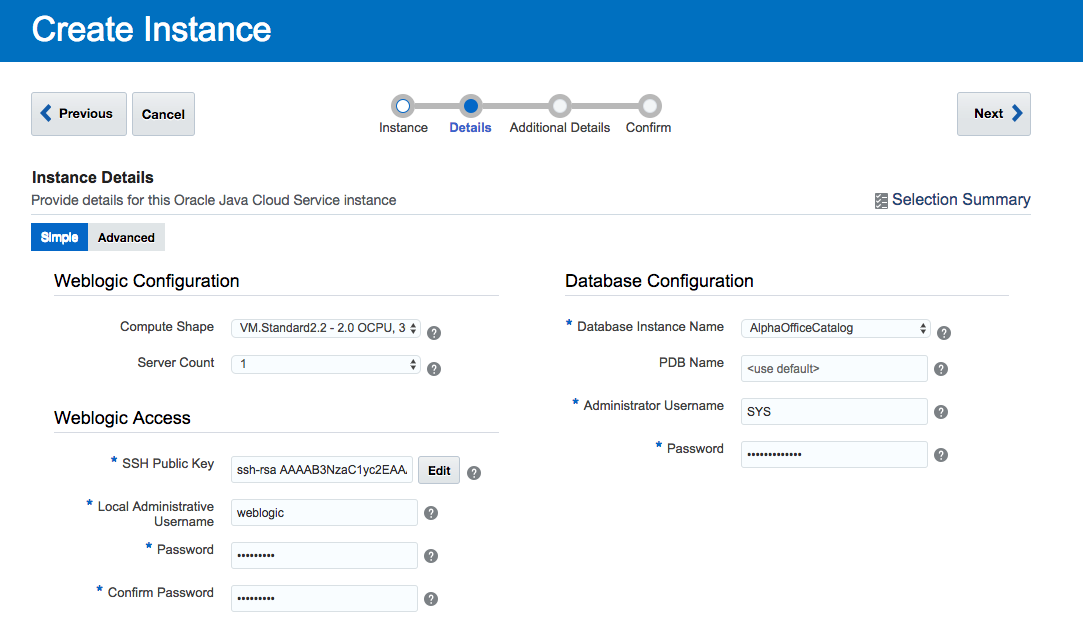 Create Instance
Previous
Cancel
Instance
Details
Additional Details
Confirm
Next
Instance Details
Provide details for this Oracle Java Cloud Service instance
Selection Summary
Simple
Advanced
Weblogic Configuration
Compute Shape
VM.Standard2.2 - 2.0 OCPU, 3
?
Server Count
1
?
Weblogic Access
* SSH Public Key
ssh-rsa AAAAB3NzaC1yc2EAA
Edit
?
* Local Administrative
Username
weblogic
?
* Password
•••••••••
?
* Confirm Password
•••••••••
?
Database Configuration
* Database Instance Name
AlphaOfficeCatalog
?
PDB Name
<use default>
?
* Administrator Username
SYS
?
* Password
•••••••••••••
?